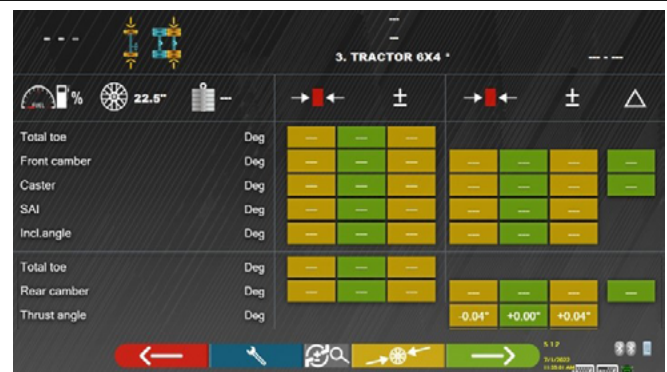 ---
---
3. TRACTOR 6X4 *
--.--
FUEL % 22.5" --
± ±
Total toe Deg --- --- ---
Front camber Deg --- --- --- --- --- --- ---
Caster Deg --- --- --- --- --- --- ---
SAI Deg --- --- --- --- --- ---
Incl.angle Deg --- --- --- --- --- ---
Total toe Deg --- --- ---
Rear camber Deg --- --- --- --- --- --- ---
Thrust angle Deg -0.04° +0.00° +0.04°